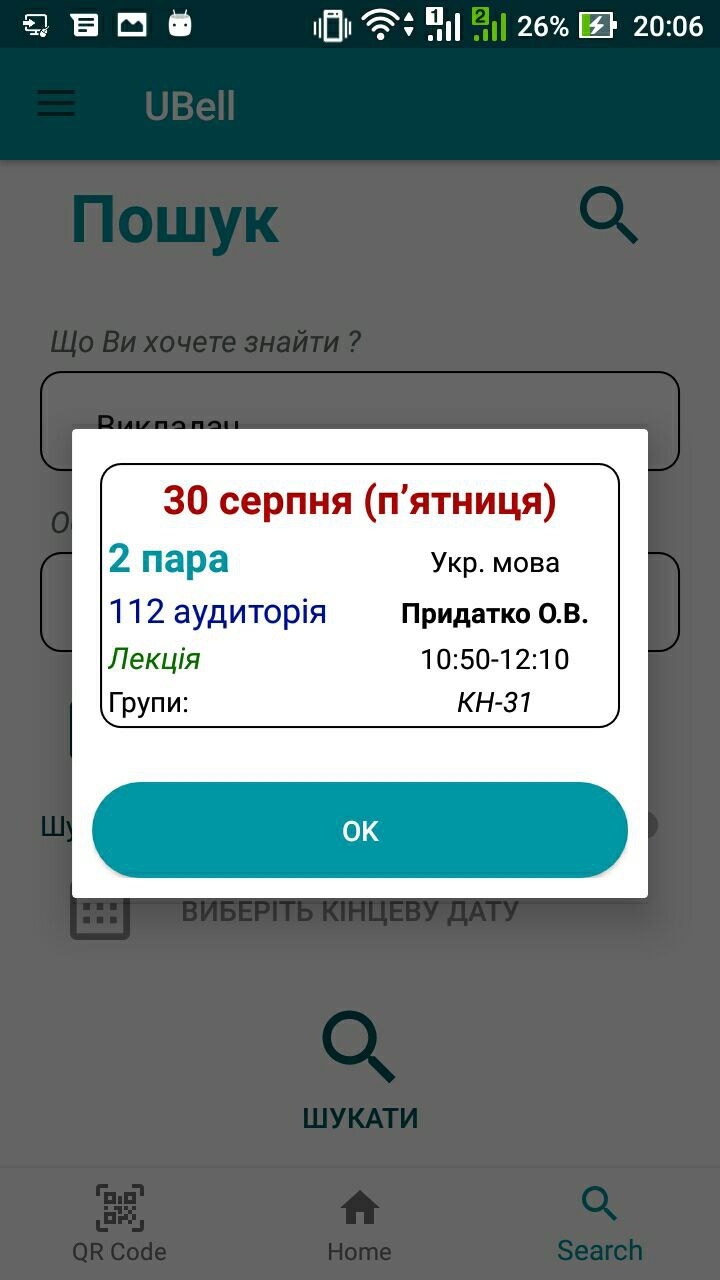 1 2 26% 20:06
UBell
Пошук
Що Ви хочете знайти ?
Викладач
30 серпня (п’ятниця)
2 пара Укр. мова
112 аудиторія Придатко О.В.
Лекція 10:50-12:10
Групи: КН-31
OK
ВИБЕРІТЬ КІНЦЕВУ ДАТУ
ШУКАТИ
QR Code Home Search